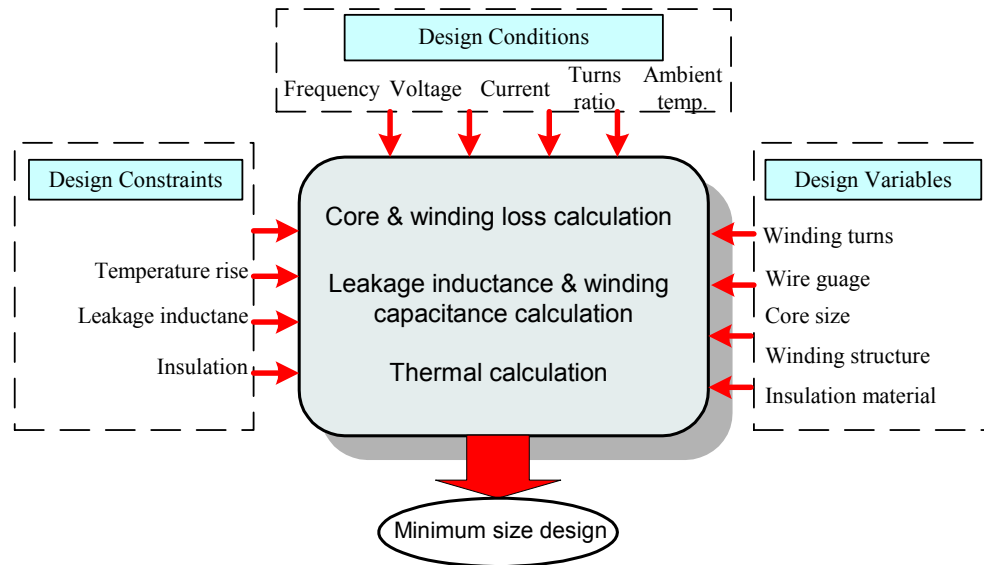 Design Conditions
Frequency Voltage Current Turns ratio Ambient temp.
Design Constraints
Temperature rise
Leakage inductane
Insulation
Core & winding loss calculation
Leakage inductance & winding
capacitance calculation
Thermal calculation
Design Variables
Winding turns
Wire guage
Core size
Winding structure
Insulation material
Minimum size design